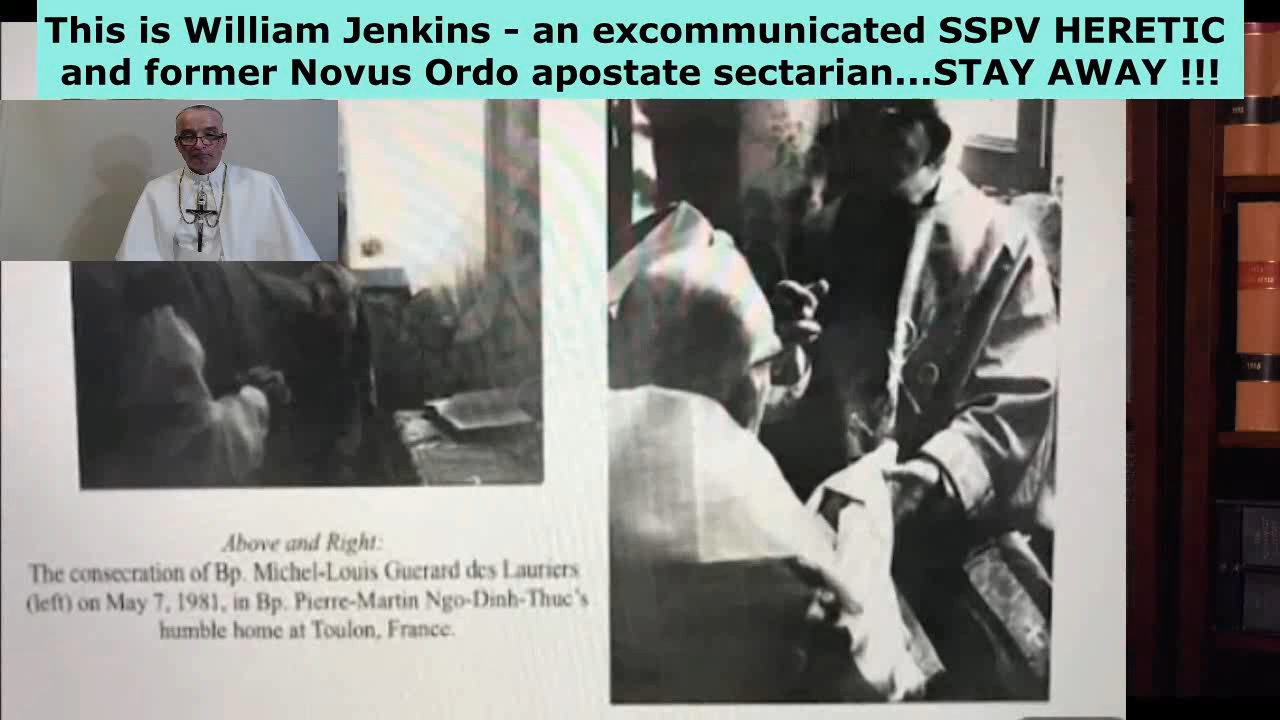 This is William Jenkins - an excommunicated SSPV HERETIC
and former Novus Ordo apostate sectarian...STAY AWAY !!!
Above and Right:
The consecration of Bp. Michel-Louis Guerard des Lauriers
(left) on May 7, 1981, in Bp. Pierre-Martin Ngo-Dinh-Thuc's
humble home at Toulon, France.